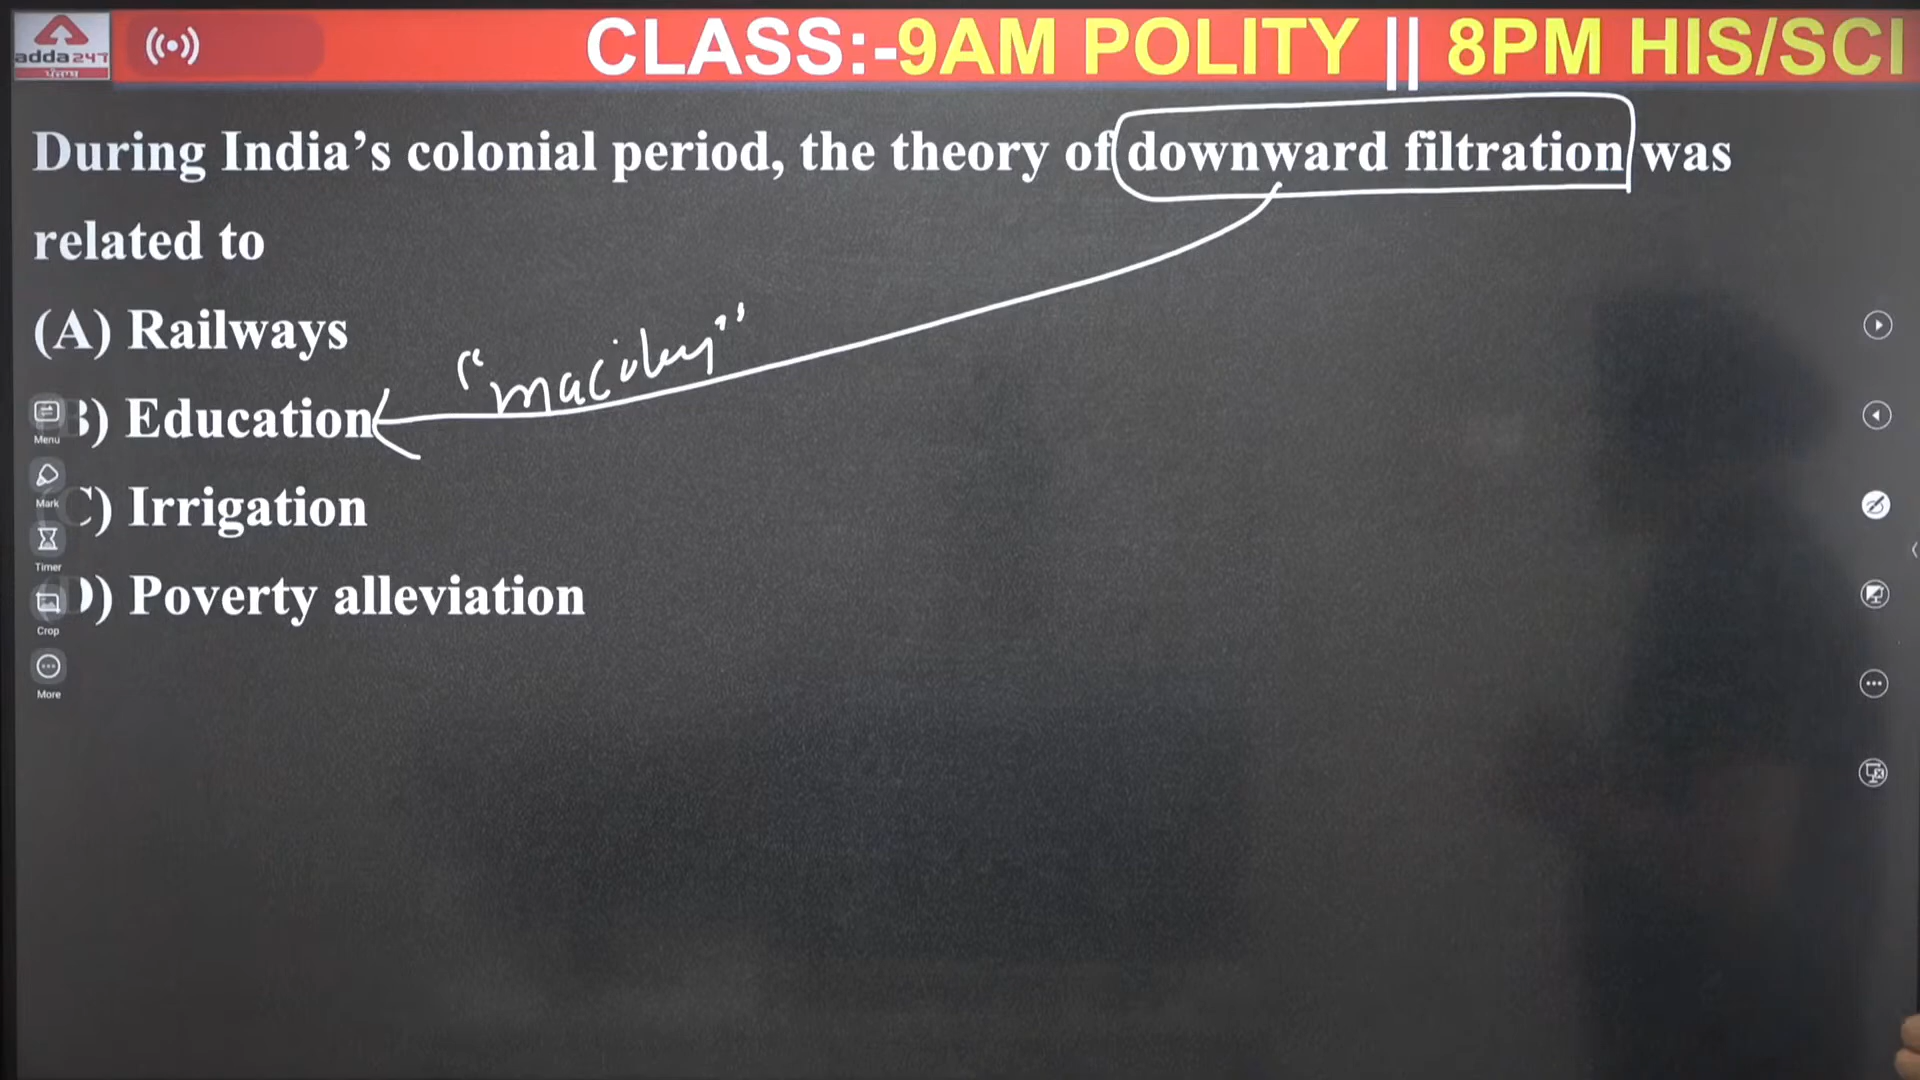 adda247
ਪੰਜਾਬ
CLASS:-9AM POLITY || 8PM HIS/SCI
During India’s colonial period, the theory of downward filtration was
related to
(A) Railways
B) Education
C) Irrigation
D) Poverty alleviation
Menu
Mark
Timer
Crop
More